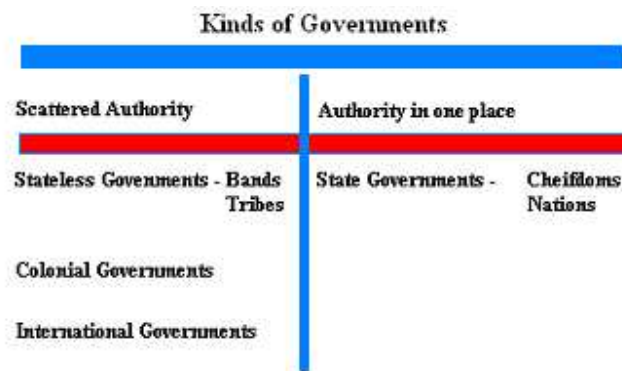 Kinds of Governments
Scattered Authority
Authority in one place
Stateless Govenments - Bands
Tribes
State Governments - Cheifdoms
Nations
Colonial Governments
International Governments